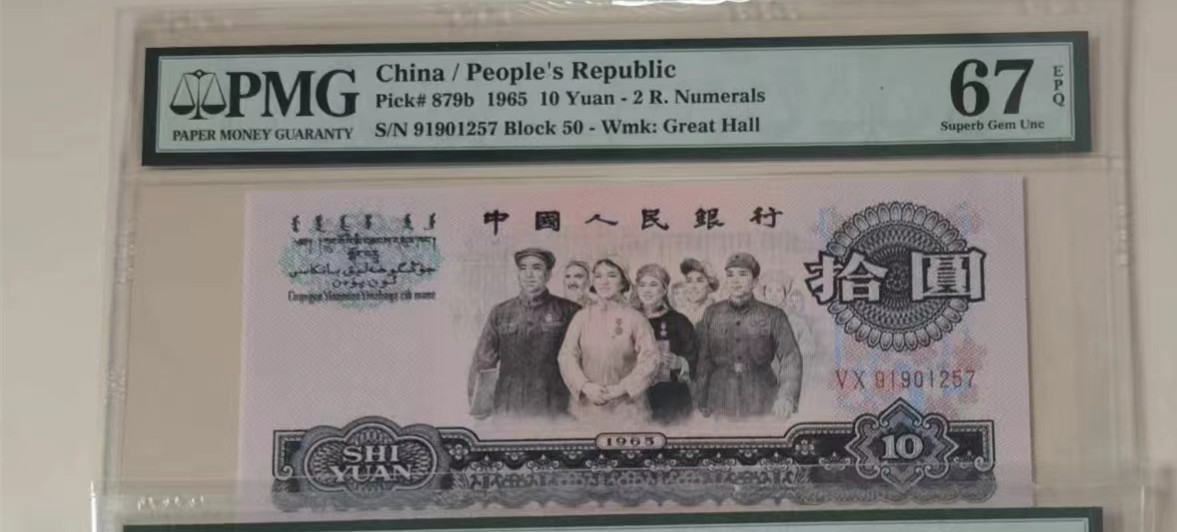 PMG
PAPER MONEY GUARANTY
China / People's Republic
Pick# 879b 1965 10 Yuan - 2 R. Numerals
S/N 91901257 Block 50 - Wmk: Great Hall
67
EPQ
Superb Gem Unc
中國人民銀行
拾圓
VX 91901257
1965
SHI
YUAN
10